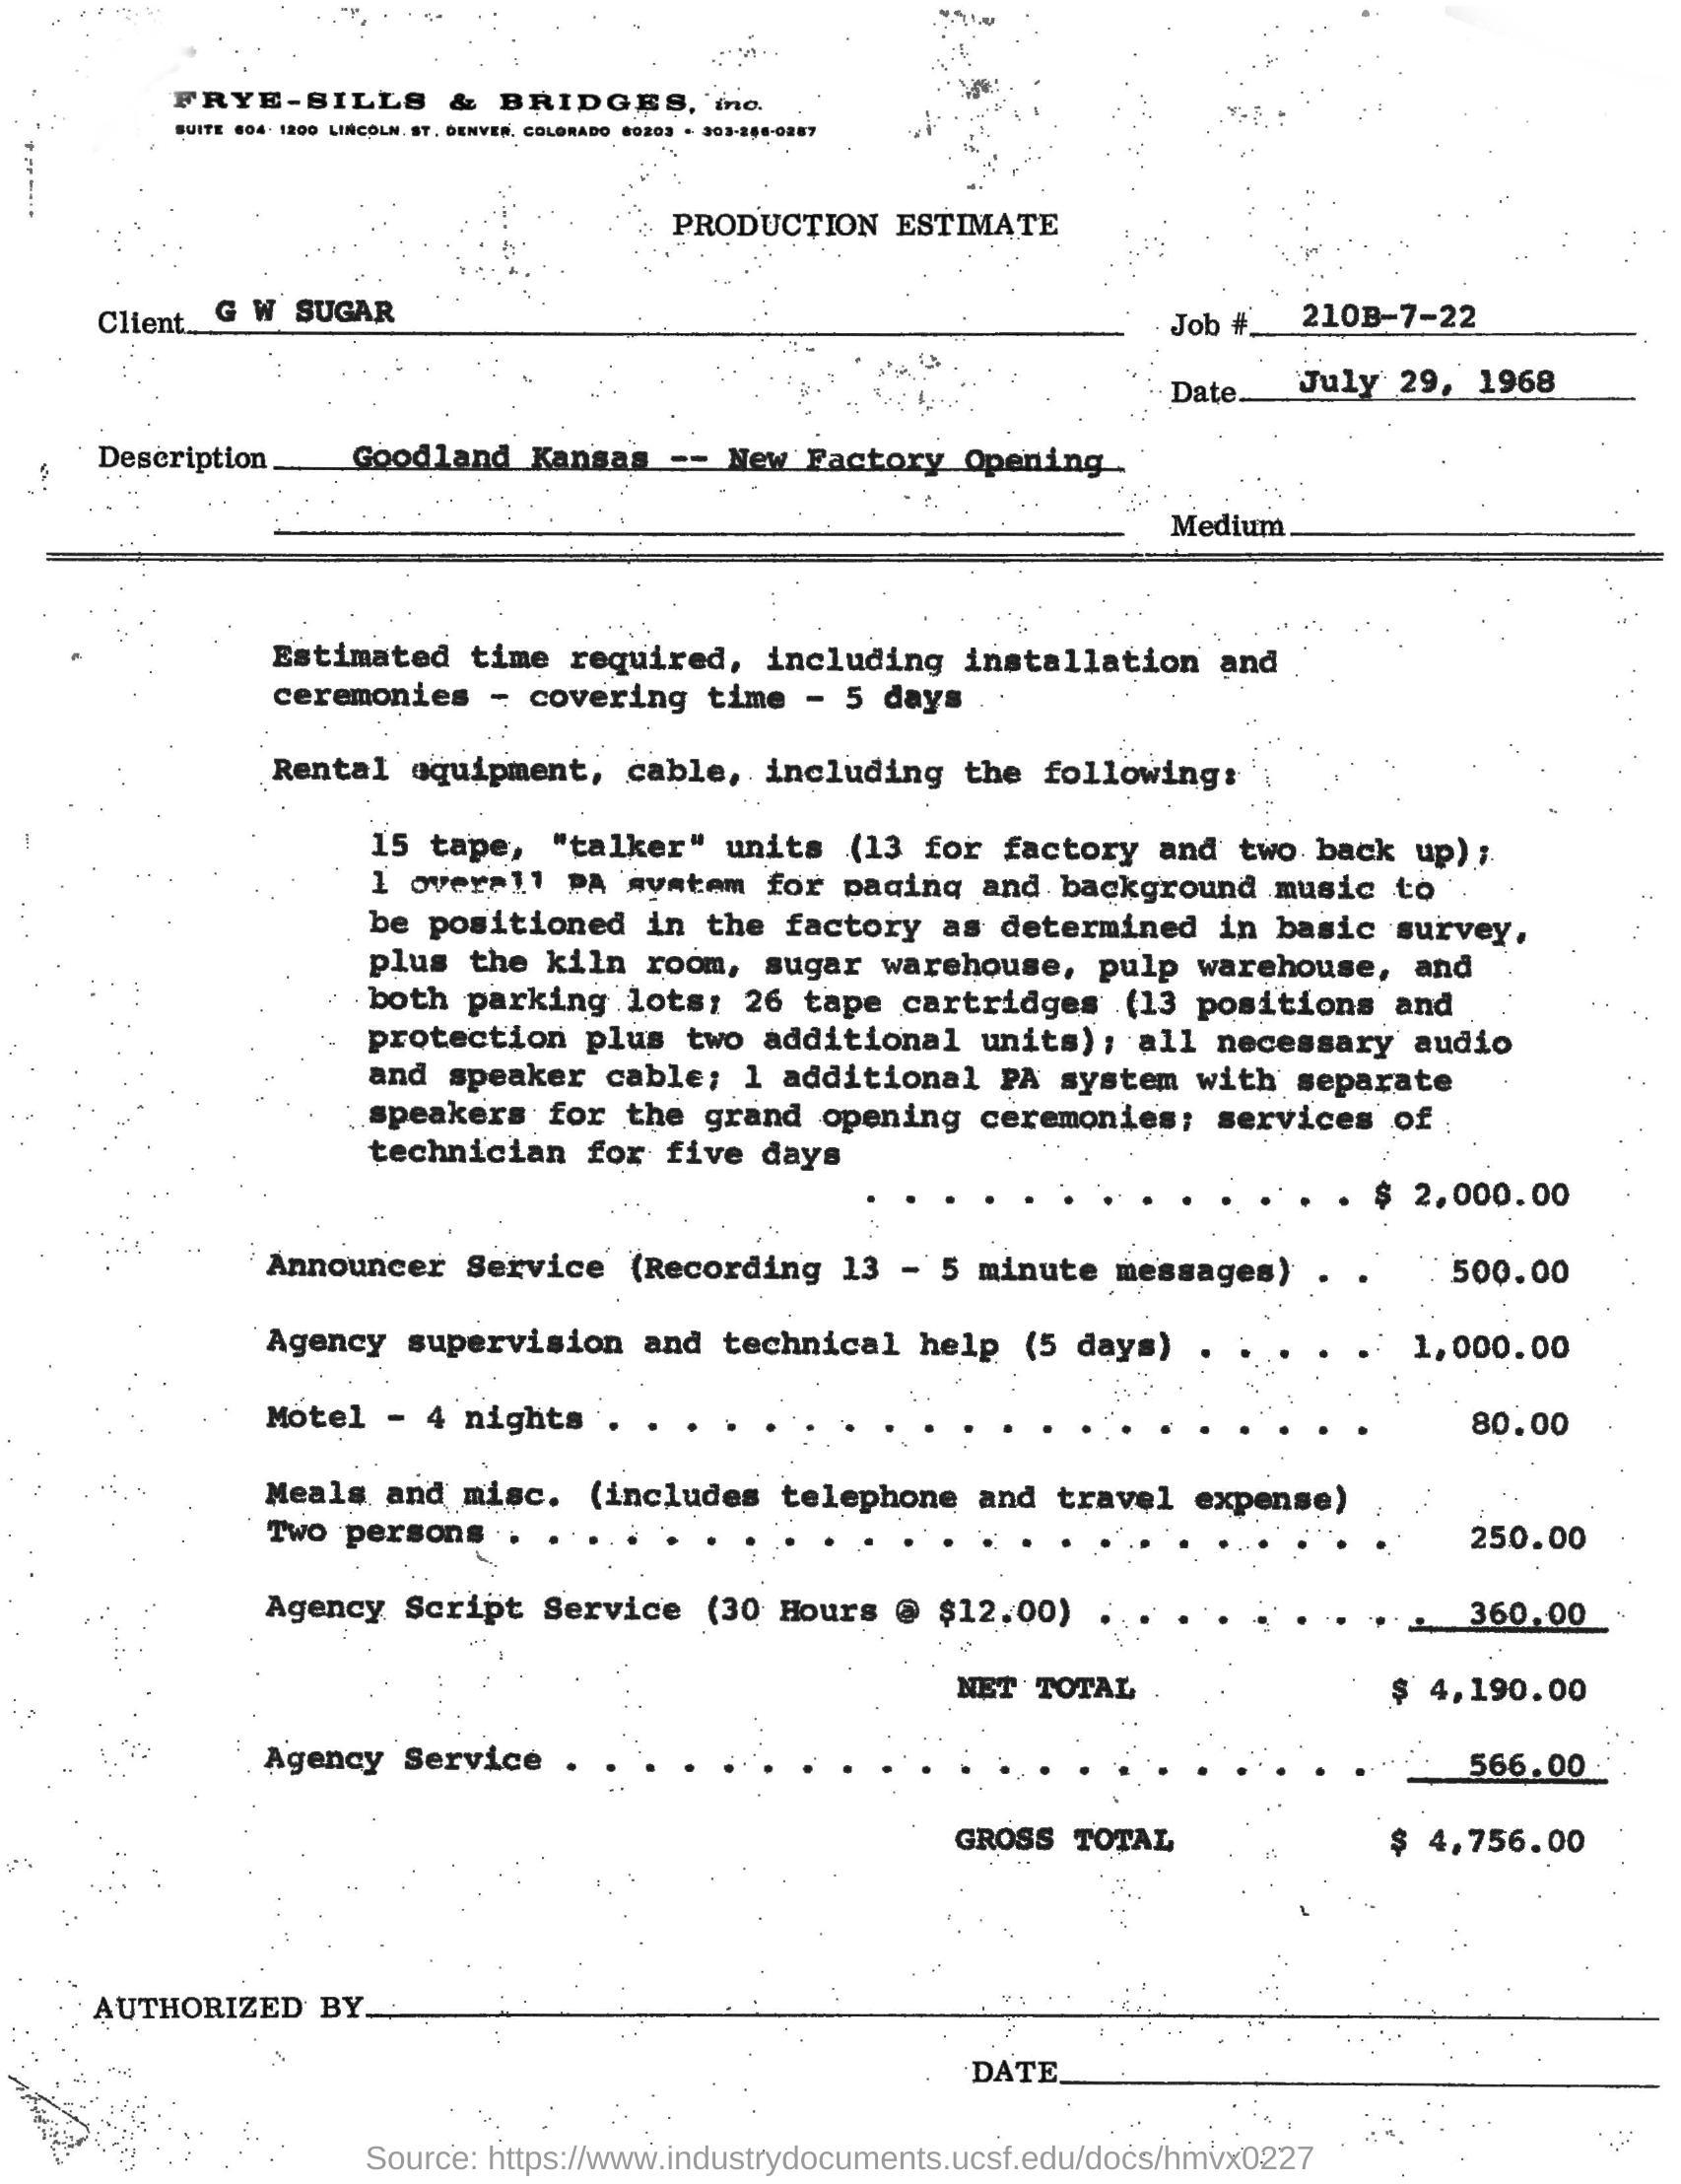 FRYE-SILLS & BRIDGES, inc.
SUITE 604 1200 LINCOLN ST. DENVER, COLORADO 80203 • 303-266-0287
PRODUCTION ESTIMATE
Client G W SUGAR
Job # 210B-7-22
Date July 29, 1968
Description Goodland Kansas -- New Factory Opening
Medium
Estimated time required, including installation and
ceremonies - covering time - 5 days
Rental equipment, cable, including the following:
15 tape, "talker" units (13 for factory and two back up);
1 overall PA system for paging and background music to
be positioned in the factory as determined in basic survey,
plus the kiln room, sugar warehouse, pulp warehouse, and
both parking lots; 26 tape cartridges (13 positions and
protection plus two additional units); all necessary audio
and speaker cable; 1 additional PA system with separate
speakers for the grand opening ceremonies; services of
technician for five days
. . . . . . . . . . . . . $ 2,000.00
Announcer Service (Recording 13 - 5 minute messages) . . 500.00
Agency supervision and technical help (5 days) . . . . . 1,000.00
Motel - 4 nights . . . . . . . . . . . . . . . . . . . . 80.00
Meals and misc. (includes telephone and travel expense)
Two persons . . . . . . . . . . . . . . . . . . . . . . . 250.00
Agency Script Service (30 Hours @ $12.00) . . . . . . . . . 360.00
NET TOTAL $ 4,190.00
Agency Service . . . . . . . . . . . . . . . . . . . . . 566.00
GROSS TOTAL $ 4,756.00
AUTHORIZED BY
DATE
Source: https://www.industrydocuments.ucsf.edu/docs/hmvx0227